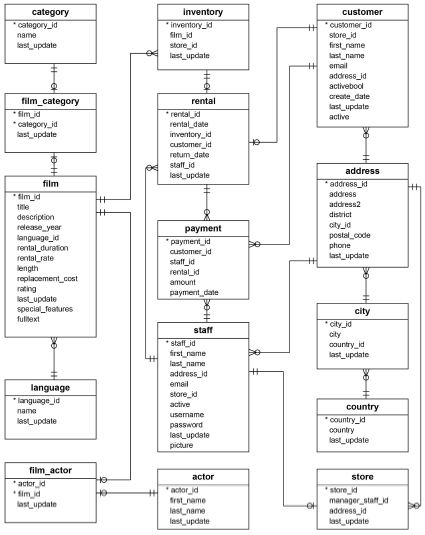 category
* category_id
name
last_update
film_category
* film_id
* category_id
last_update
film
* film_id
title
description
release_year
language_id
rental_duration
rental_rate
length
replacement_cost
rating
last_update
special_features
fulltext
language
* language_id
name
last_update
film_actor
* actor_id
* film_id
last_update
inventory
* inventory_id
film_id
store_id
last_update
rental
* rental_id
rental_date
inventory_id
customer_id
return_date
staff_id
last_update
payment
* payment_id
customer_id
staff_id
rental_id
amount
payment_date
staff
* staff_id
first_name
last_name
address_id
email
store_id
active
username
password
last_update
picture
actor
* actor_id
first_name
last_name
last_update
customer
* customer_id
store_id
first_name
last_name
email
address_id
activebool
create_date
last_update
active
address
* address_id
address
address2
district
city_id
postal_code
phone
last_update
city
* city_id
city
country_id
last_update
country
* country_id
country
last_update
store
* store_id
manager_staff_id
address_id
last_update